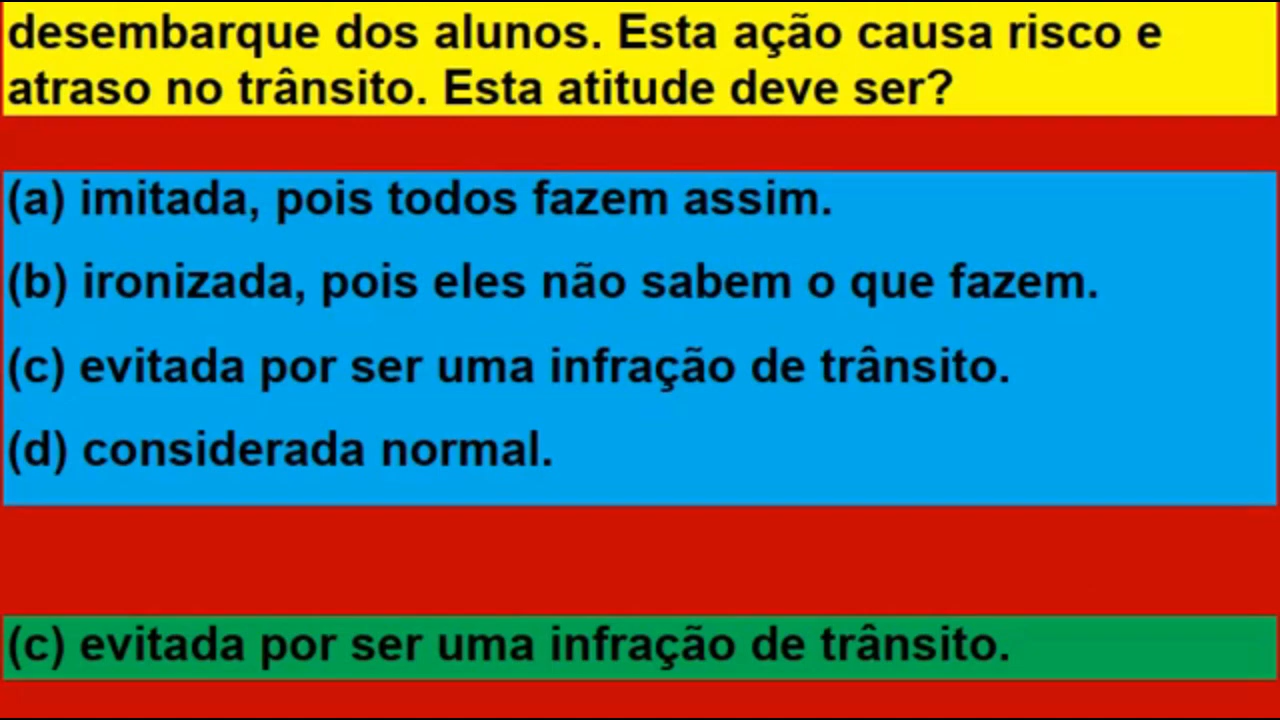 desembarque dos alunos. Esta ação causa risco e
atraso no trânsito. Esta atitude deve ser?
(a) imitada, pois todos fazem assim.
(b) ironizada, pois eles não sabem o que fazem.
(c) evitada por ser uma infração de trânsito.
(d) considerada normal.
(c) evitada por ser uma infração de trânsito.